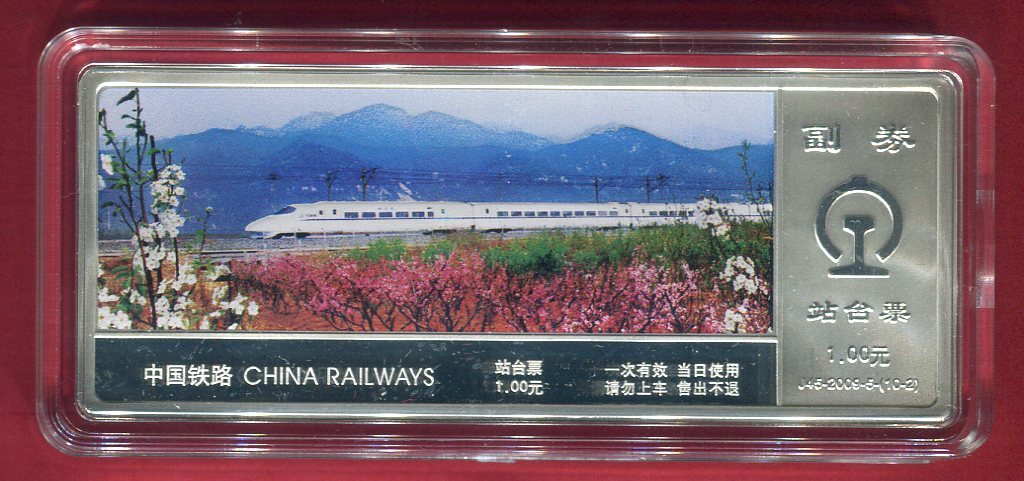 副 券
站台票
1.00元
J45-2009-5-(10-2)
中国铁路 CHINA RAILWAYS
站台票
1.00元
一次有效 当日使用
请勿上车 售出不退